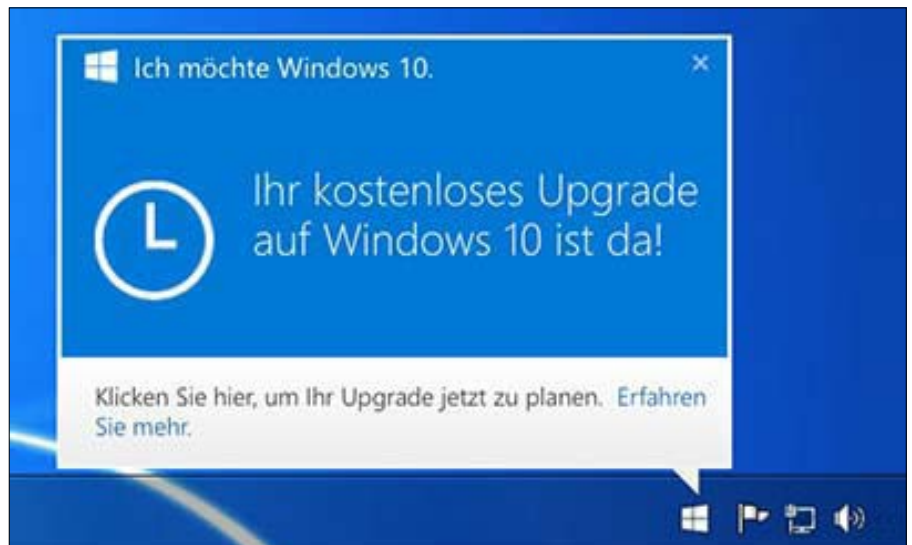 Ich möchte Windows 10.
Ihr kostenloses Upgrade
auf Windows 10 ist da!
Klicken Sie hier, um Ihr Upgrade jetzt zu planen. Erfahren
Sie mehr.